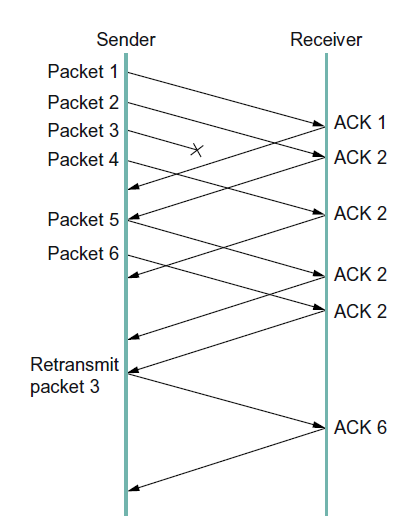 Sender
Receiver
Packet 1
Packet 2
ACK 1
Packet 3
Packet 4
ACK 2
Packet 5
ACK 2
Packet 6
ACK 2
ACK 2
Retransmit
packet 3
ACK 6